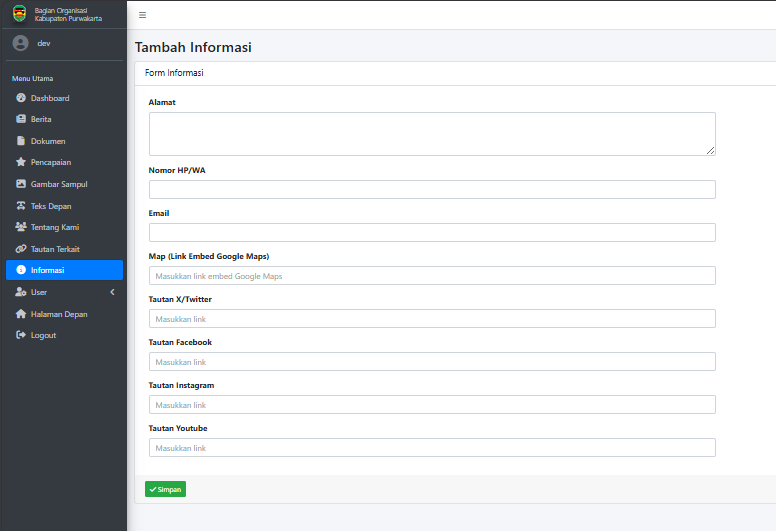 Bagian Organisasi
Kabupaten Purwakarta
dev
Menu Utama
Dashboard
Berita
Dokumen
Pencapaian
Gambar Sampul
Teks Depan
Tentang Kami
Tautan Terkait
Informasi
User
Halaman Depan
Logout
Tambah Informasi
Form Informasi
Alamat
Nomor HP/WA
Email
Map (Link Embed Google Maps)
Masukkan link embed Google Maps
Tautan X/Twitter
Masukkan link
Tautan Facebook
Masukkan link
Tautan Instagram
Masukkan link
Tautan Youtube
Masukkan link
Simpan